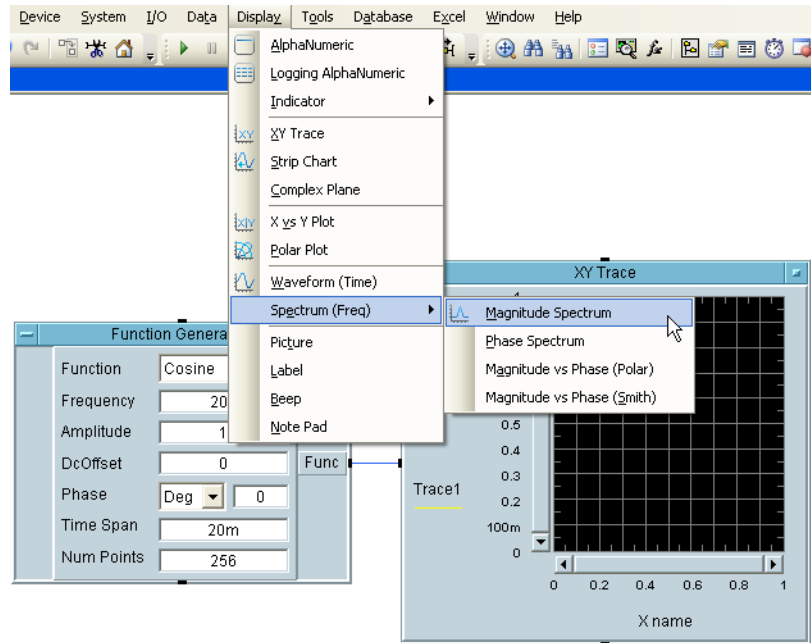 Device System I/O Data Display Tools Database Excel Window Help
AlphaNumeric
Logging AlphaNumeric
Indicator
XY Trace
Strip Chart
Complex Plane
X vs Y Plot
Polar Plot
Waveform (Time)
Spectrum (Freq)
Picture
Label
Beep
Note Pad
Magnitude Spectrum
Phase Spectrum
Magnitude vs Phase (Polar)
Magnitude vs Phase (Smith)
Function Genera
Function Cosine
Frequency 20
Amplitude 1
DcOffset 0
Phase Deg 0
Time Span 20m
Num Points 256
Func
XY Trace
0.5
0.4
0.3
Trace1
0.2
100m
0
0 0.2 0.4 0.6 0.8 1
X name